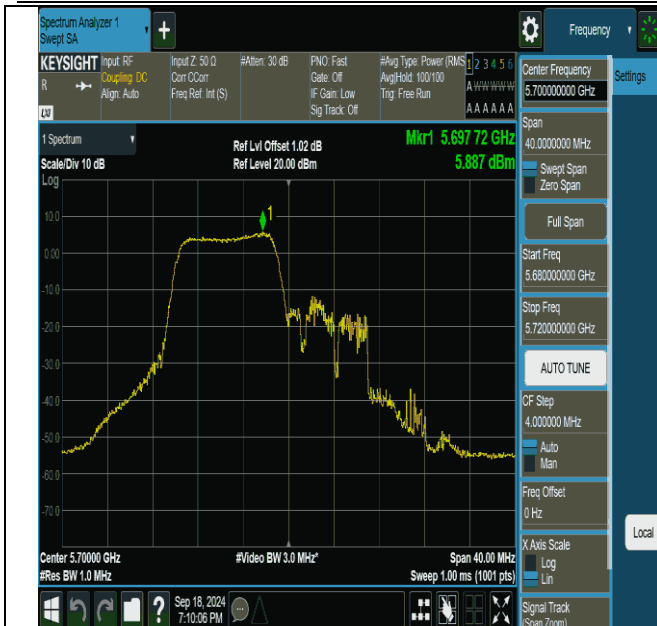 Spectrum Analyzer 1
Swept SA
Frequency
KEYSIGHT
R
LXI
Input: RF
Coupling: DC
Align: Auto
Input Z: 50 Ω
Corr CCorr
Freq Ref: Int (S)
#Atten: 30 dB
PNO: Fast
Gate: Off
IF Gain: Low
Sig Track: Off
#Avg Type: Power (RMS
Avg|Hold: 100/100
Trig: Free Run
1 2 3 4 5 6
A W W W W W
A A A A A A
1 Spectrum
Scale/Div 10 dB
Log
Ref Lvl Offset 1.02 dB
Ref Level 20.00 dBm
Mkr1 5.697 72 GHz
5.887 dBm
1
10.0
0.00
-10.0
-20.0
-30.0
-40.0
-50.0
-60.0
-70.0
Center 5.70000 GHz
#Res BW 1.0 MHz
#Video BW 3.0 MHz*
Span 40.00 MHz
Sweep 1.00 ms (1001 pts)
Sep 18, 2024
7:10:06 PM
Center Frequency
5.700000000 GHz
Span
40.0000000 MHz
Swept Span
Zero Span
Full Span
Start Freq
5.680000000 GHz
Stop Freq
5.720000000 GHz
AUTO TUNE
CF Step
4.000000 MHz
Auto
Man
Freq Offset
0 Hz
X Axis Scale
Log
Lin
Signal Track
(Span Zoom)
Settings
Local